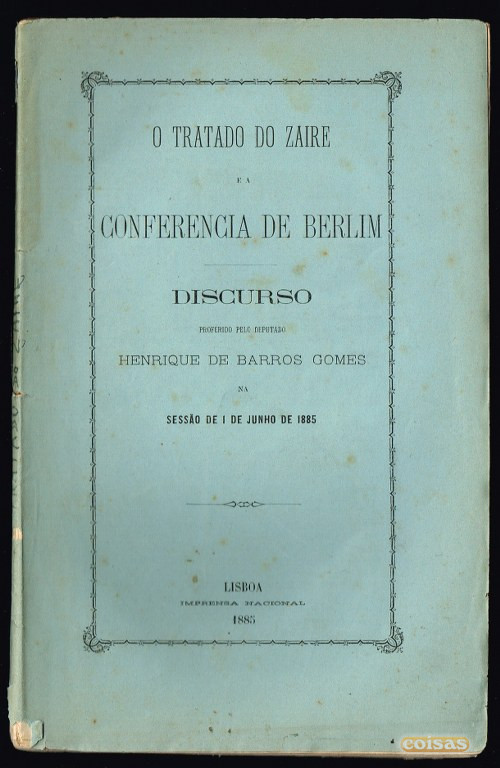 O TRATADO DO ZAIRE
E A
CONFERENCIA DE BERLIM
DISCURSO
PROFERIDO PELO DEPUTADO
HENRIQUE DE BARROS GOMES
NA
SESSÃO DE 1 DE JUNHO DE 1885
LISBOA
IMPRENSA NACIONAL
1885
coisas